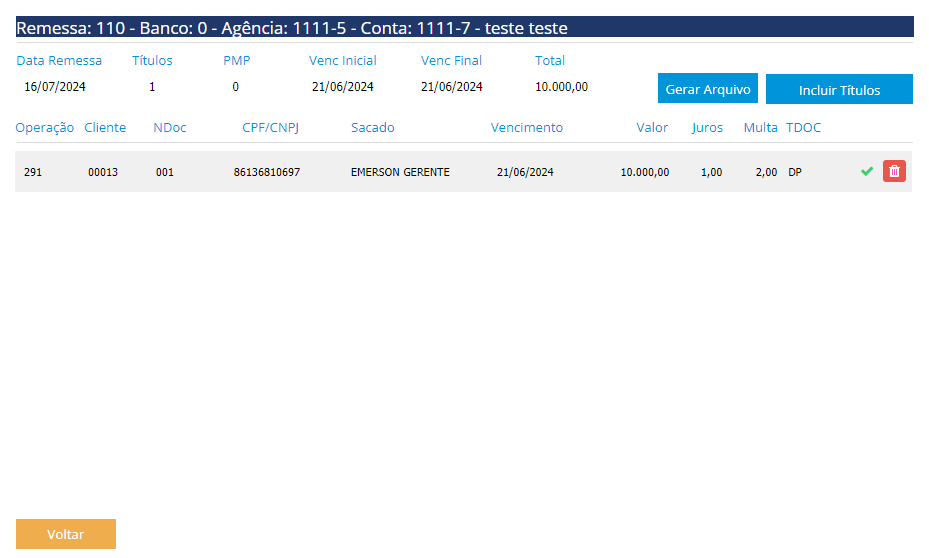 Remessa: 110 - Banco: 0 - Agência: 1111-5 - Conta: 1111-7 - teste teste
Data Remessa Títulos PMP Venc Inicial Venc Final Total
16/07/2024 1 0 21/06/2024 21/06/2024 10.000,00
Gerar Arquivo Incluir Títulos
Operação Cliente NDoc CPF/CNPJ Sacado Vencimento Valor Juros Multa TDOC
291 00013 001 86136810697 EMERSON GERENTE 21/06/2024 10.000,00 1,00 2,00 DP
Voltar